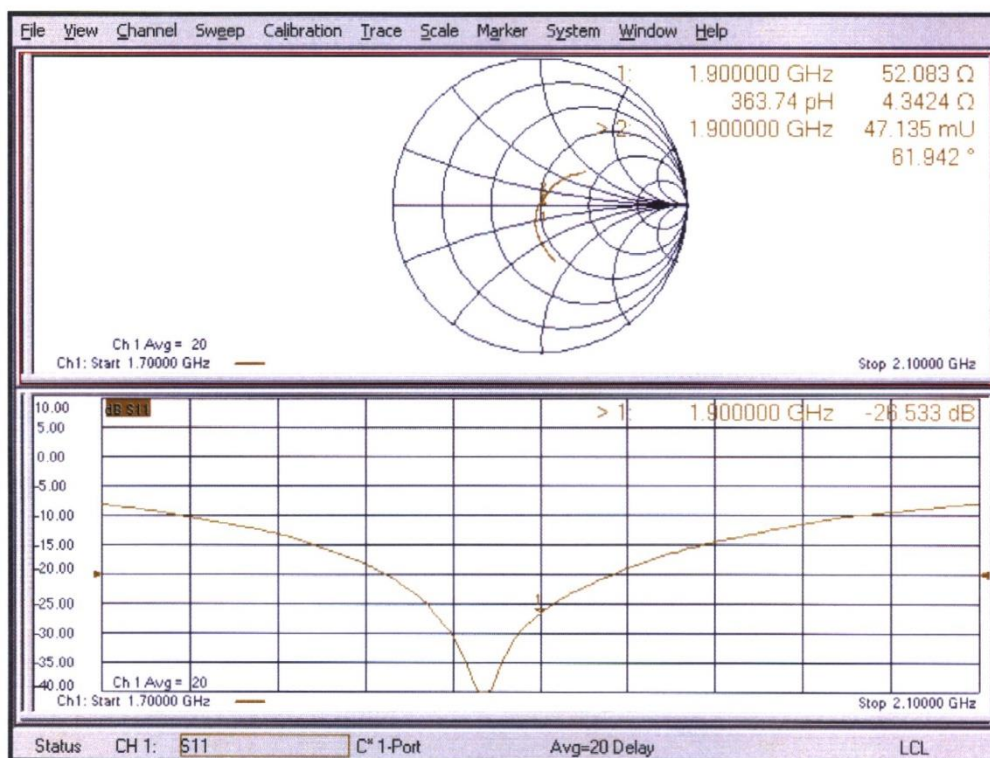 File View Channel Sweep Calibration Trace Scale Marker System Window Help
1: 1.900000 GHz 52.083 Ω
363.74 pH 4.3424 Ω
> 2: 1.900000 GHz 47.135 mU
61.942 °
Ch 1 Avg = 20
Ch1: Start 1.70000 GHz Stop 2.10000 GHz
10.00 dB S11 > 1: 1.900000 GHz -26.533 dB
5.00
0.00
-5.00
-10.00
-15.00
-20.00
-25.00
1
-30.00
-35.00
-40.00
Ch 1 Avg = 20
Ch1: Start 1.70000 GHz Stop 2.10000 GHz
Status CH 1: S11 C* 1-Port Avg=20 Delay LCL